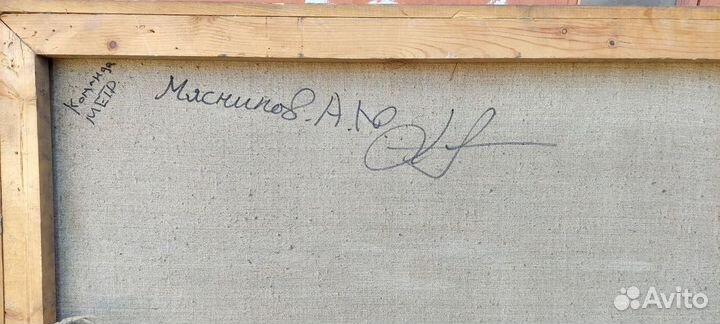 Команда
МЕТР
Мясников. А.Ю
Avito